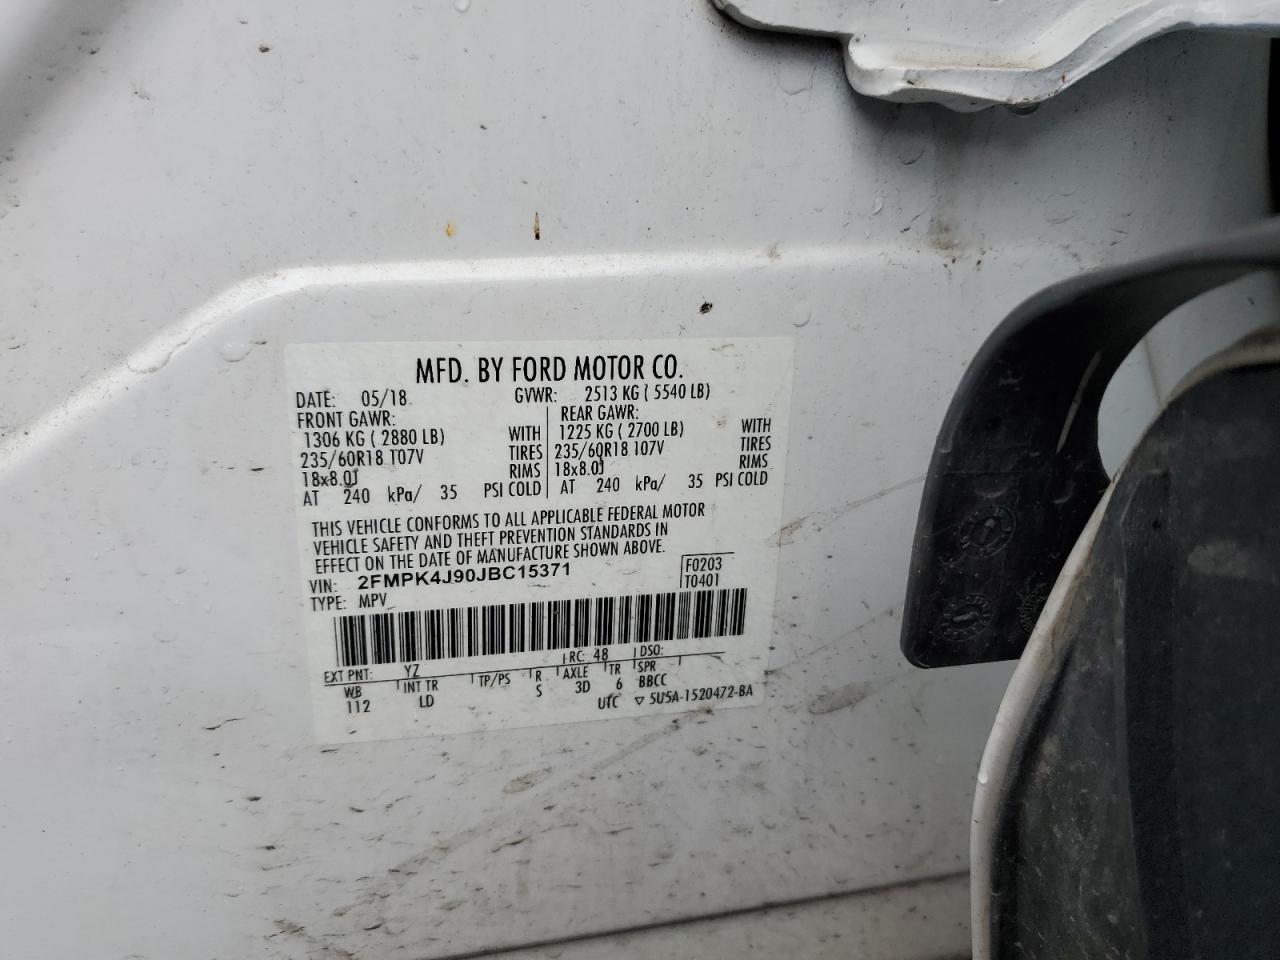 MFD. BY FORD MOTOR CO.
DATE: 05/18 GVWR: 2513 KG ( 5540 LB)
FRONT GAWR: REAR GAWR:
1306 KG ( 2880 LB) WITH 1225 KG ( 2700 LB) WITH
235/60R18 107V TIRES 235/60R18 107V TIRES
18x8.0J RIMS 18x8.0J RIMS
AT 240 kPa/ 35 PSI COLD AT 240 kPa/ 35 PSI COLD
THIS VEHICLE CONFORMS TO ALL APPLICABLE FEDERAL MOTOR
VEHICLE SAFETY AND THEFT PREVENTION STANDARDS IN
EFFECT ON THE DATE OF MANUFACTURE SHOWN ABOVE.
VIN: 2FMPK4J90JBC15371 F0203
TYPE: MPV T0401
EXT PNT: YZ RC: 48 DSO:
WB INT TR TP/PS R AXLE TR SPR
112 LD S 3D 6 BBCC
UTC ▽ 5U5A-1520472-BA